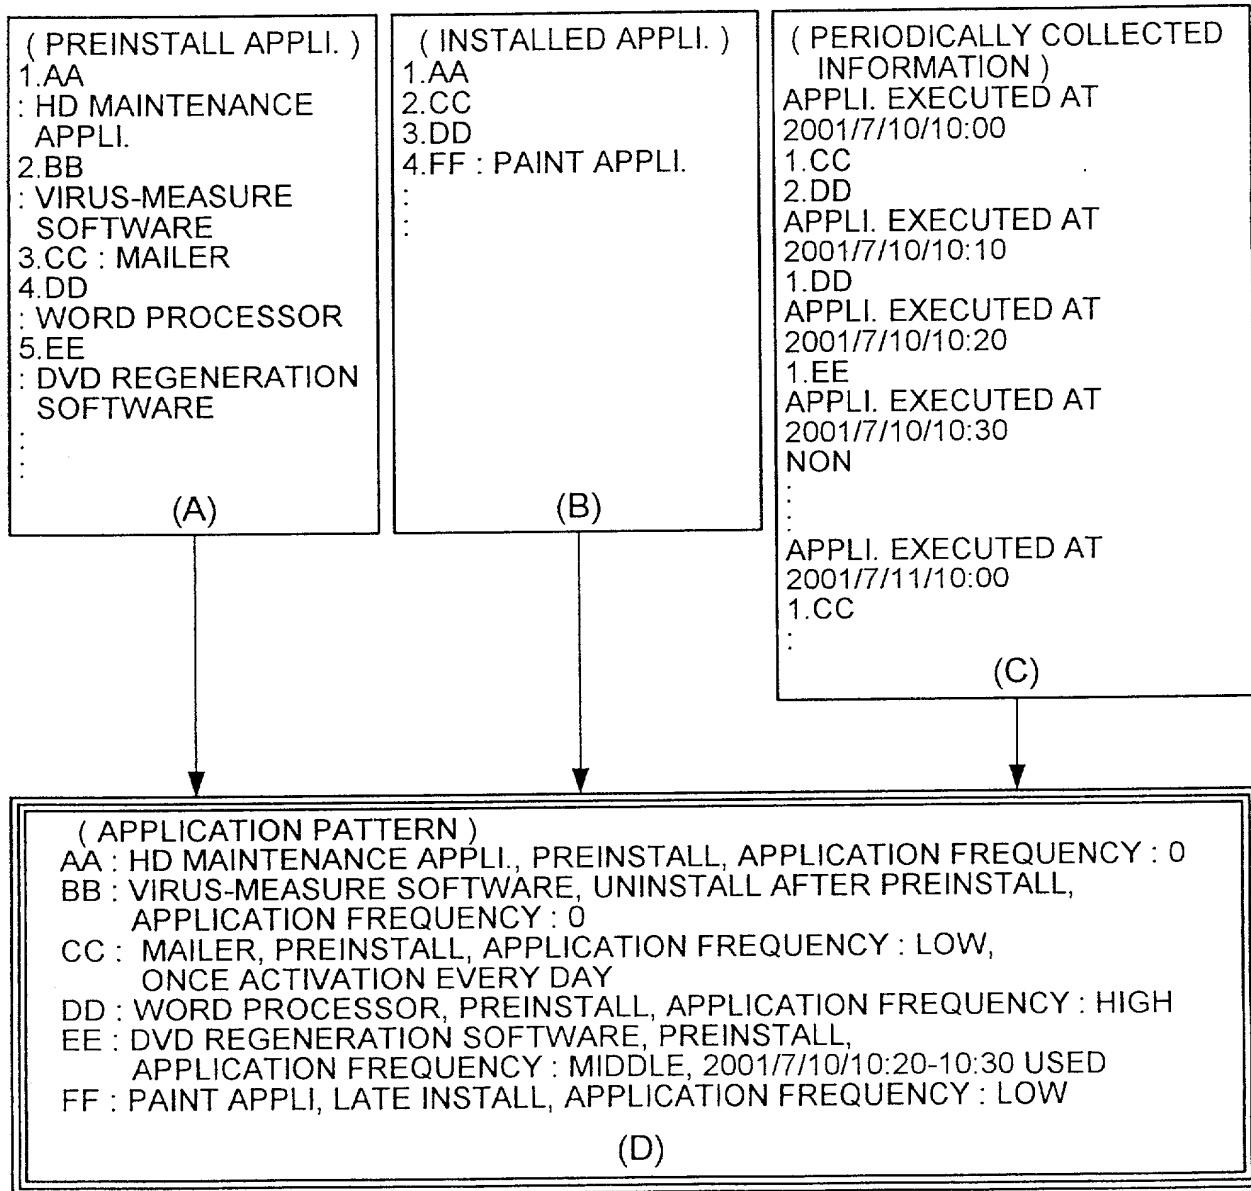 ( PREINSTALL APPLI. )
1.AA
: HD MAINTENANCE
APPLI.
2.BB
: VIRUS-MEASURE
SOFTWARE
3.CC : MAILER
4.DD
: WORD PROCESSOR
5.EE
: DVD REGENERATION
SOFTWARE
:
:
(A)
( INSTALLED APPLI. )
1.AA
2.CC
3.DD
4.FF : PAINT APPLI.
:
:
(B)
( PERIODICALLY COLLECTED
INFORMATION )
APPLI. EXECUTED AT
2001/7/10/10:00
1.CC
2.DD
APPLI. EXECUTED AT
2001/7/10/10:10
1.DD
APPLI. EXECUTED AT
2001/7/10/10:20
1.EE
APPLI. EXECUTED AT
2001/7/10/10:30
NON
:
:
APPLI. EXECUTED AT
2001/7/11/10:00
1.CC
:
(C)
( APPLICATION PATTERN )
AA : HD MAINTENANCE APPLI., PREINSTALL, APPLICATION FREQUENCY : 0
BB : VIRUS-MEASURE SOFTWARE, UNINSTALL AFTER PREINSTALL,
APPLICATION FREQUENCY : 0
CC : MAILER, PREINSTALL, APPLICATION FREQUENCY : LOW,
ONCE ACTIVATION EVERY DAY
DD : WORD PROCESSOR, PREINSTALL, APPLICATION FREQUENCY : HIGH
EE : DVD REGENERATION SOFTWARE, PREINSTALL,
APPLICATION FREQUENCY : MIDDLE, 2001/7/10/10:20-10:30 USED
FF : PAINT APPLI, LATE INSTALL, APPLICATION FREQUENCY : LOW
(D)